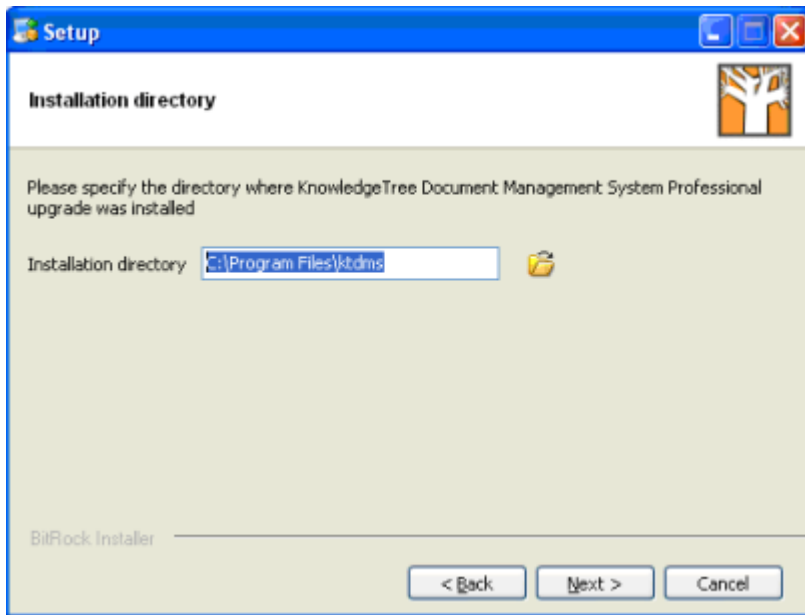 Setup
Installation directory
Please specify the directory where KnowledgeTree Document Management System Professional
upgrade was installed
Installation directory C:\Program Files\ktdms
BitRock Installer
< Back Next > Cancel